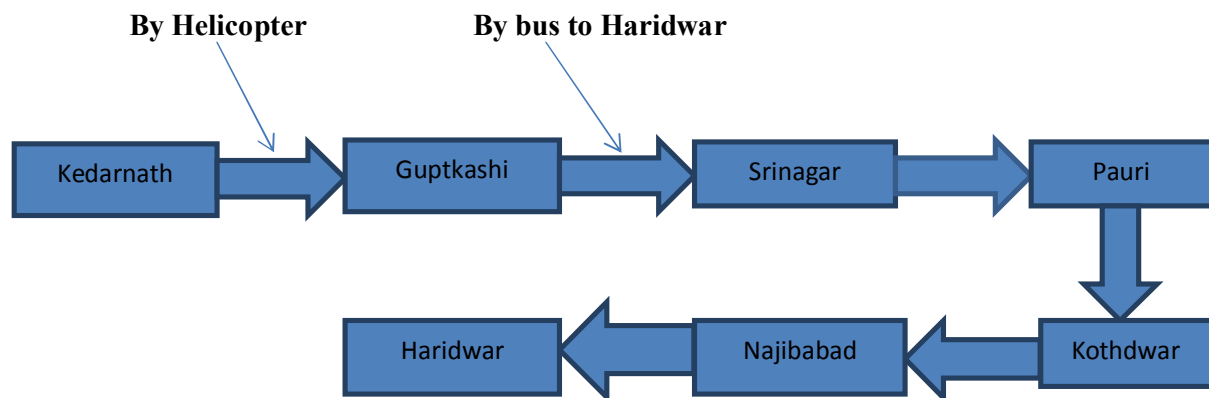 By Helicopter
By bus to Haridwar
Kedarnath
Guptkashi
Srinagar
Pauri
Kothdwar
Najibabad
Haridwar